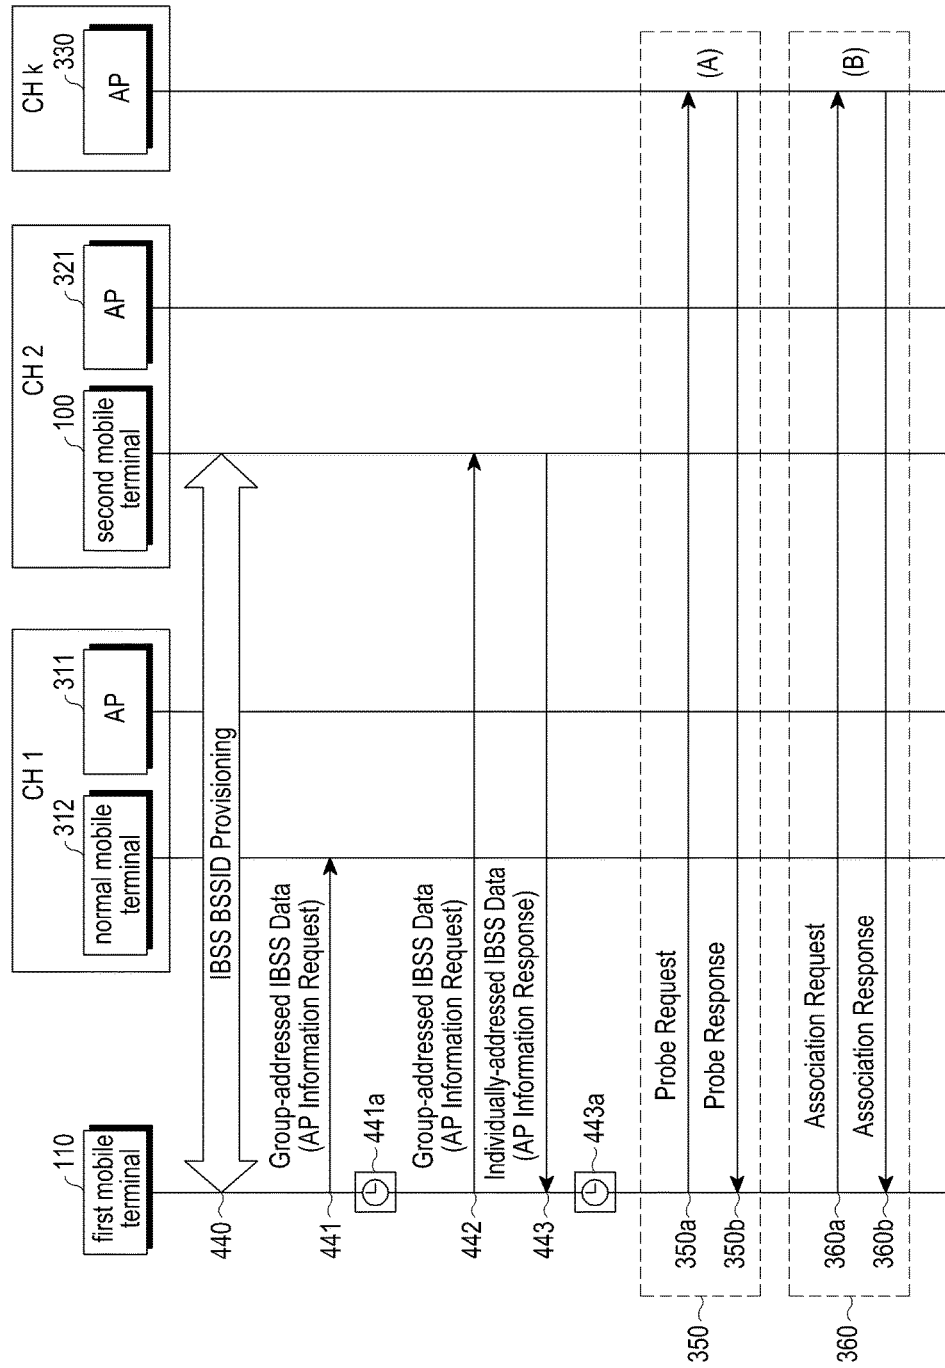 CH 1
CH 2
CH k
110
312
311
100
321
330
first mobile
terminal
normal mobile
terminal
AP
second mobile
terminal
AP
AP
440
IBSS BSSID Provisioning
Group-addressed IBSS Data
(AP Information Request)
441
441a
Group-addressed IBSS Data
(AP Information Request)
442
Individually-addressed IBSS Data
(AP Information Response)
443
443a
350
Probe Request
350a
(A)
Probe Response
350b
360
Association Request
360a
(B)
Association Response
360b